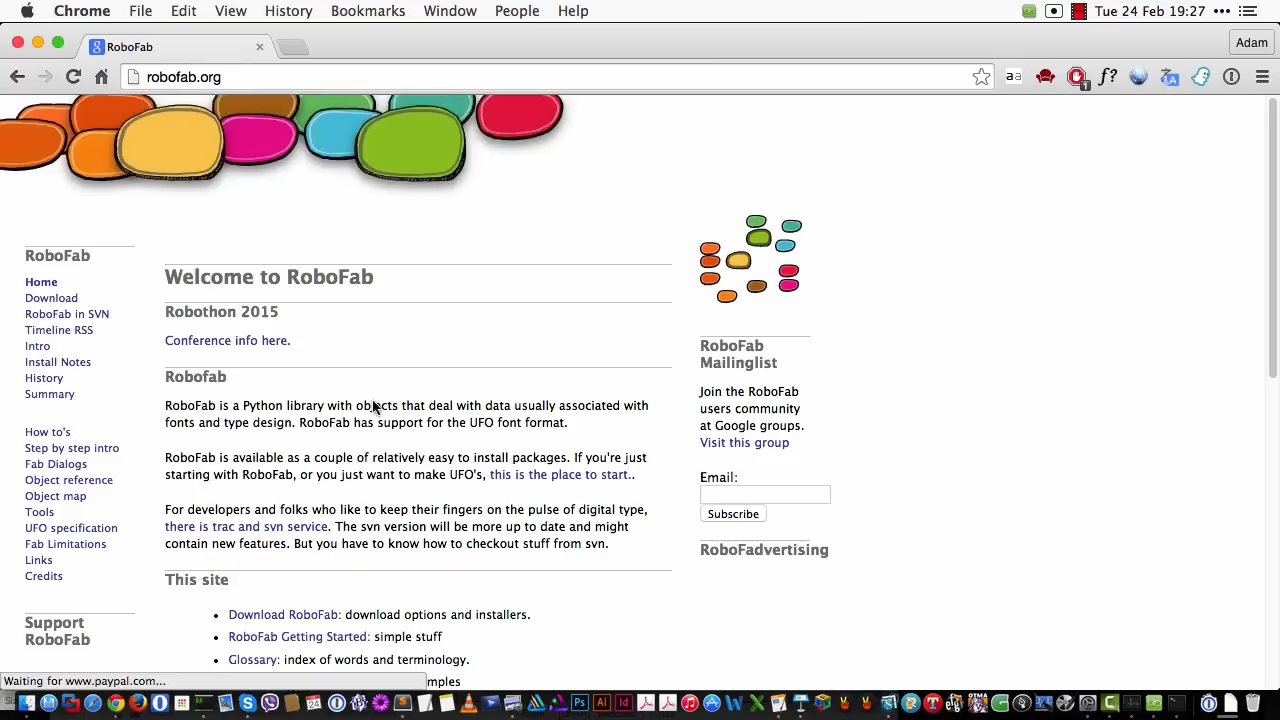 Chrome File Edit View History Bookmarks Window People Help
Tue 24 Feb 19:27
RoboFab
Adam
robofab.org
RoboFab
Home
Download
RoboFab in SVN
Timeline RSS
Intro
Install Notes
History
Summary
How to's
Step by step intro
Fab Dialogs
Object reference
Object map
Tools
UFO specification
Fab Limitations
Links
Credits
Support
RoboFab
Welcome to RoboFab
Robothon 2015
Conference info here.
Robofab
RoboFab is a Python library with objects that deal with data usually associated with
fonts and type design. RoboFab has support for the UFO font format.
RoboFab is available as a couple of relatively easy to install packages. If you're just
starting with RoboFab, or you just want to make UFO's, this is the place to start..
For developers and folks who like to keep their fingers on the pulse of digital type,
there is trac and svn service. The svn version will be more up to date and might
contain new features. But you have to know how to checkout stuff from svn.
This site
• Download RoboFab: download options and installers.
• RoboFab Getting Started: simple stuff
• Glossary: index of words and terminology.
RoboFab
Mailinglist
Join the RoboFab
users community
at Google groups.
Visit this group
Email:
Subscribe
RoboFadvertising
Waiting for www.paypal.com...